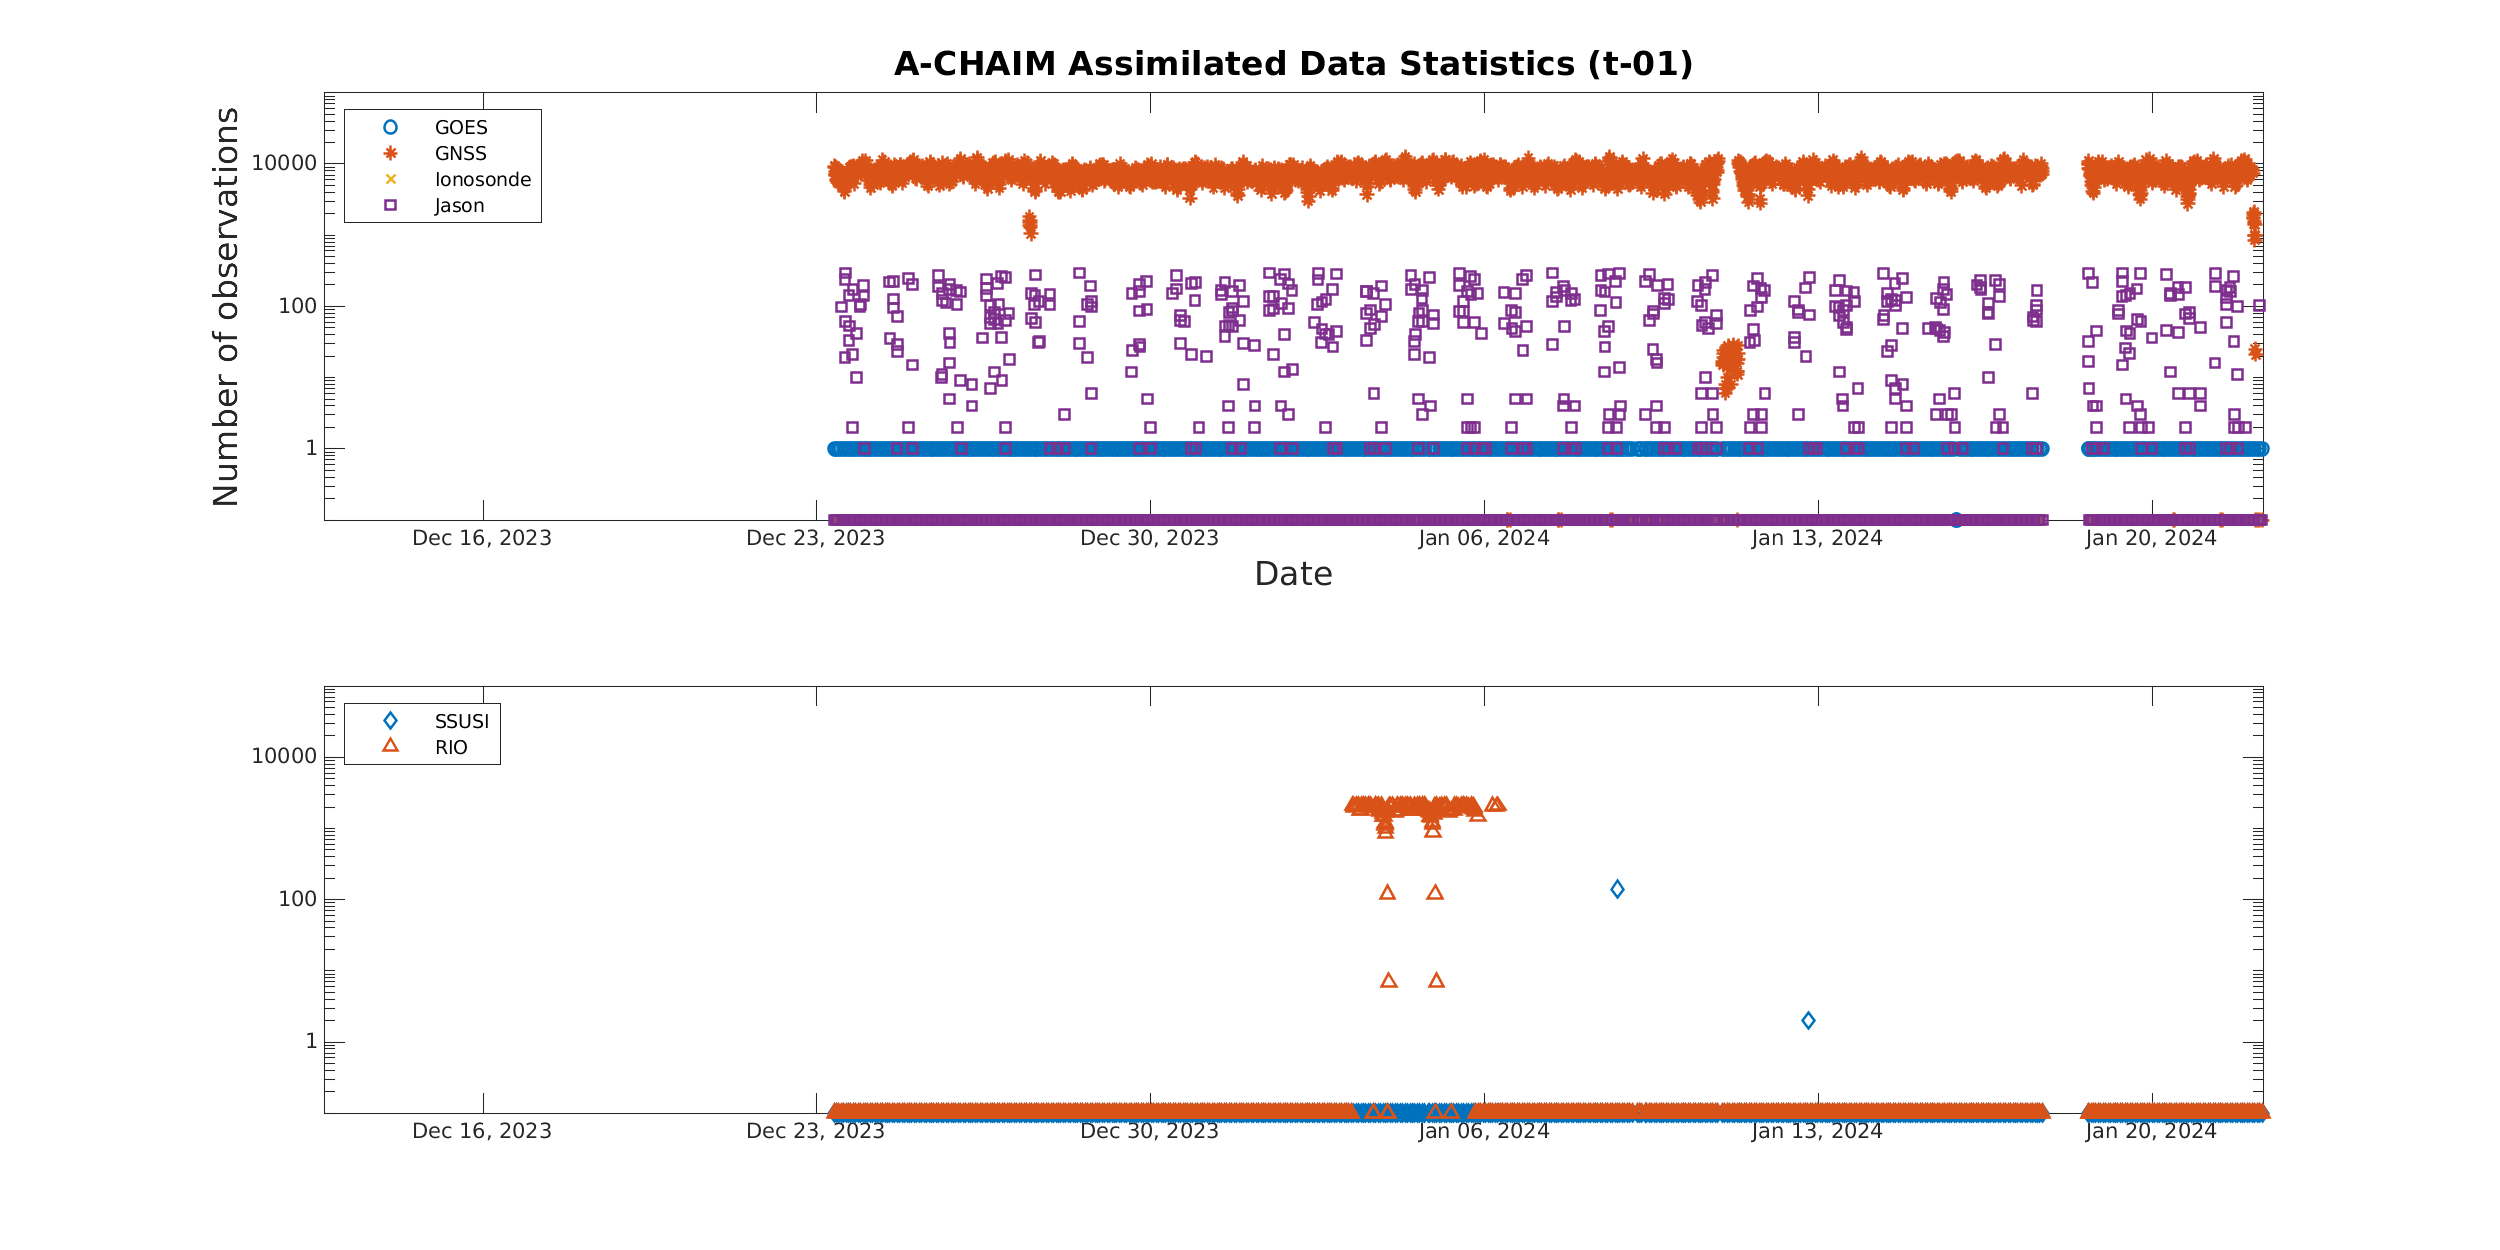 A-CHAIM Assimilated Data Statistics (t-01)
Number of observations
10000
100
1
GOES
GNSS
Ionosonde
Jason
Dec 16, 2023
Dec 23, 2023
Dec 30, 2023
Jan 06, 2024
Jan 13, 2024
Jan 20, 2024
Date
10000
100
1
SSUSI
RIO
Dec 16, 2023
Dec 23, 2023
Dec 30, 2023
Jan 06, 2024
Jan 13, 2024
Jan 20, 2024